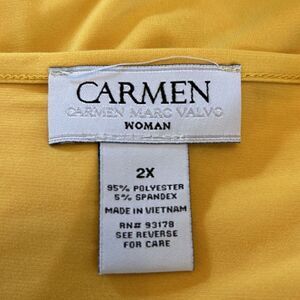 CARMEN
CARMEN MARC VALVO
WOMAN
2X
95% POLYESTER
5% SPANDEX
MADE IN VIETNAM
RN# 93178
SEE REVERSE
FOR CARE